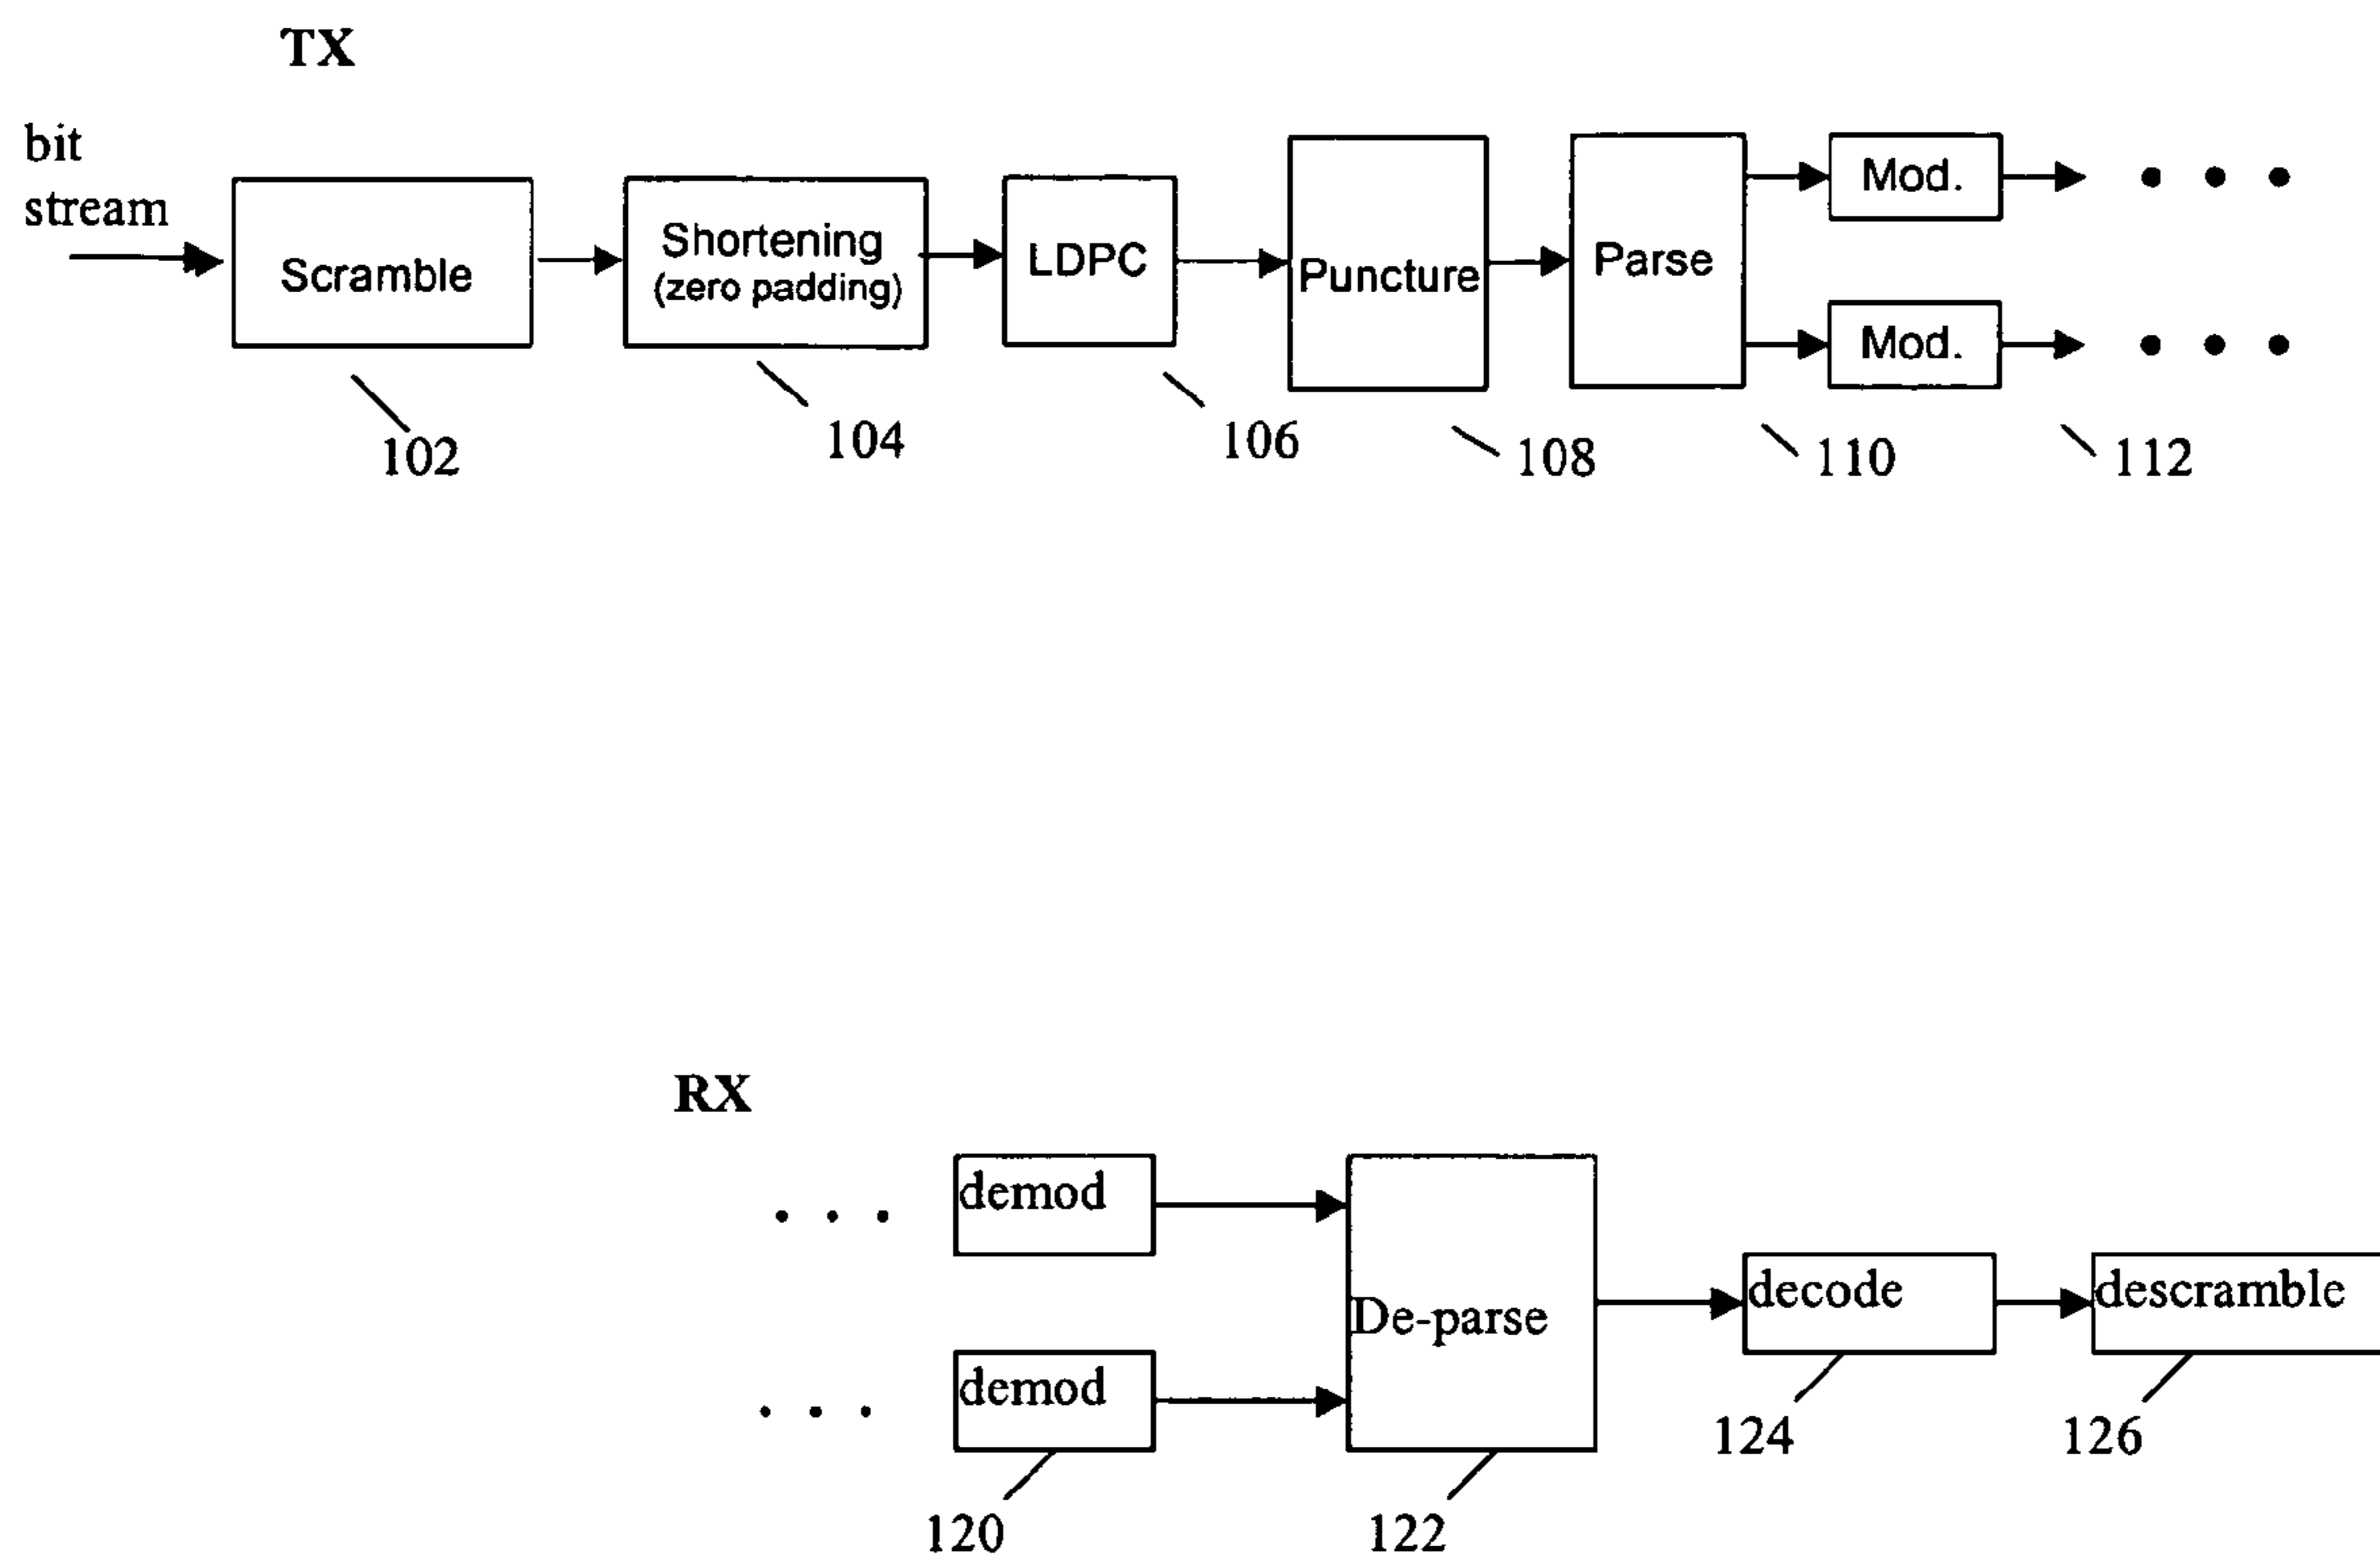 TX
bit
stream
Scramble
Shortening
(zero padding)
LDPC
Puncture
Parse
Mod.
Mod.
102
104
106
108
110
112
RX
demod
demod
De-parse
decode
descramble
120
122
124
126